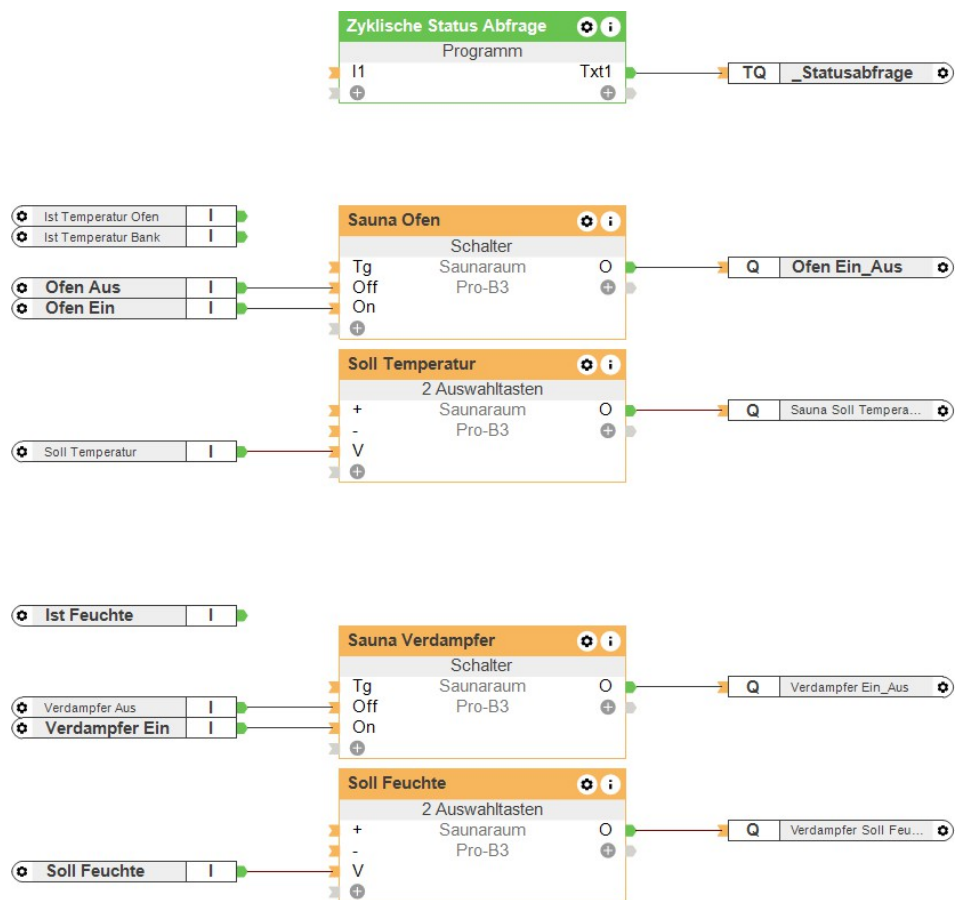 Zyklische Status Abfrage
Programm
I1 Txt1
TQ _Statusabfrage
Ist Temperatur Ofen I
Ist Temperatur Bank I
Sauna Ofen
Schalter
Tg Saunaraum O
Q Ofen Ein_Aus
Ofen Aus I
Off Pro-B3
Ofen Ein I
On
Soll Temperatur
2 Auswahltasten
+ Saunaraum O
Q Sauna Soll Tempera...
- Pro-B3
Soll Temperatur I
V
Ist Feuchte I
Sauna Verdampfer
Schalter
Tg Saunaraum O
Q Verdampfer Ein_Aus
Verdampfer Aus I
Off Pro-B3
Verdampfer Ein I
On
Soll Feuchte
2 Auswahltasten
+ Saunaraum O
Q Verdampfer Soll Feu...
- Pro-B3
Soll Feuchte I
V